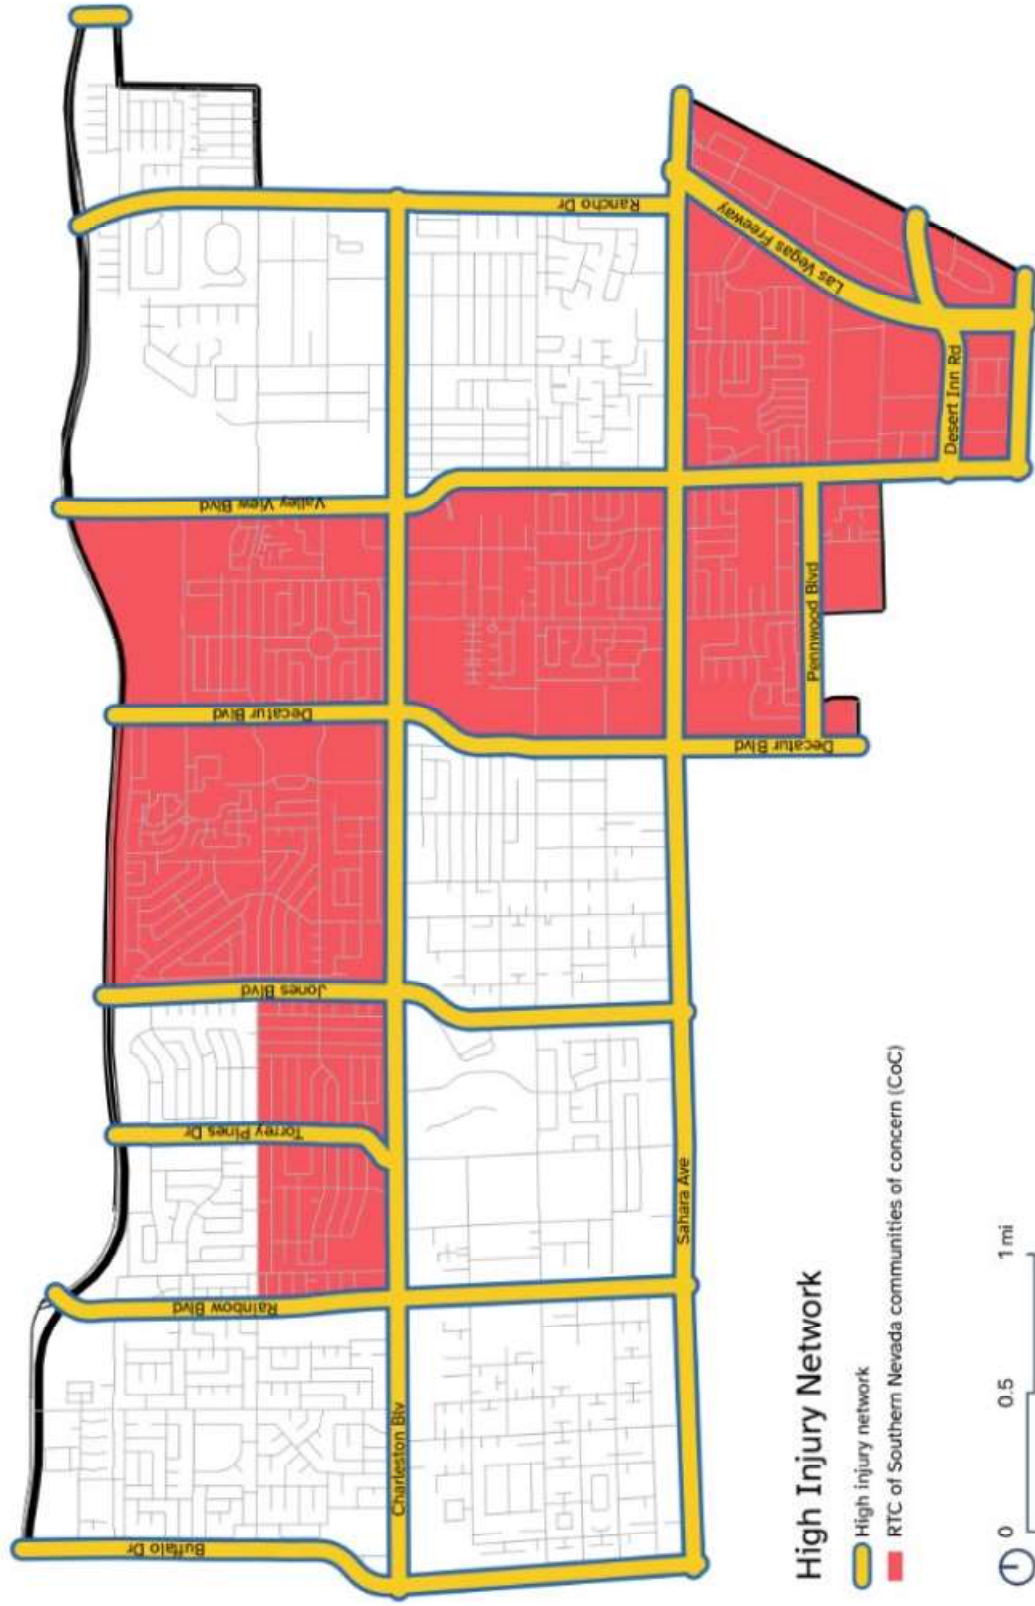 Buffalo Dr
Rainbow Blvd
Torrey Pines Dr
Jones Blvd
Decatur Blvd
Valley View Blvd
Charleston Blv
Rancho Dr
Sahara Ave
Las Vegas Freeway
Decatur Blvd
Pennwood Blvd
Desert Inn Rd
High Injury Network
High injury network
RTC of Southern Nevada communities of concern (CoC)
0 0.5 1 mi